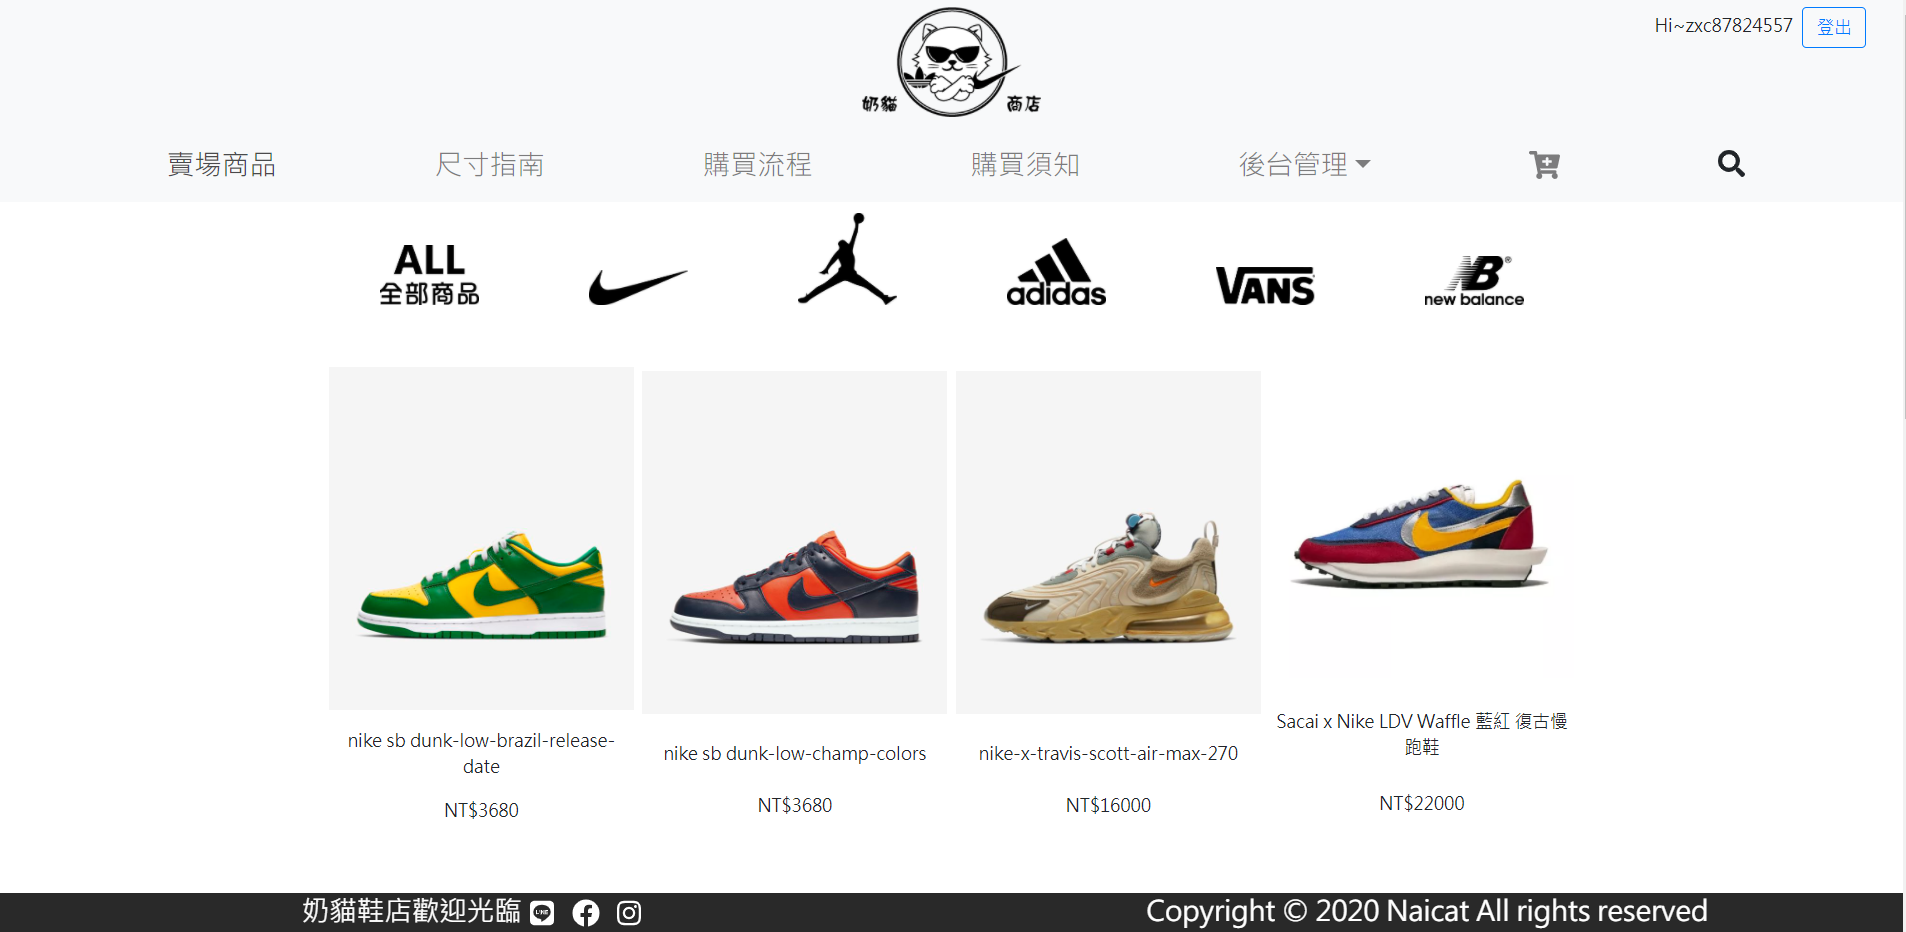 Hi~zxc87824557 登出
奶貓 商店
賣場商品 尺寸指南 購買流程 購買須知 後台管理
ALL
全部商品
adidas
VANS
NB
new balance
nike sb dunk-low-brazil-release-
date
NT$3680
nike sb dunk-low-champ-colors
NT$3680
nike-x-travis-scott-air-max-270
NT$16000
Sacai x Nike LDV Waffle 藍紅 復古慢
跑鞋
NT$22000
奶貓鞋店歡迎光臨 LINE
Copyright © 2020 Naicat All rights reserved